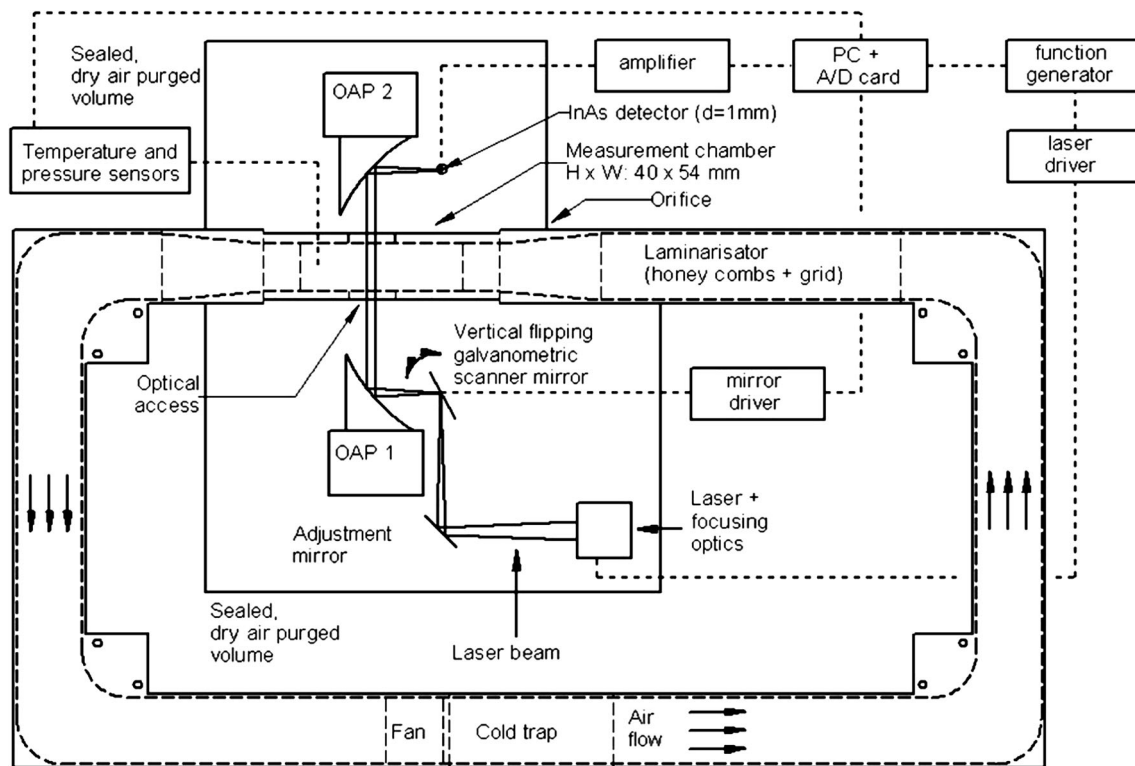 Sealed,
dry air purged
volume
OAP 2
amplifier
PC +
A/D card
function
generator
InAs detector (d=1mm)
laser
driver
Temperature and
pressure sensors
Measurement chamber
H x W: 40 x 54 mm
Orifice
Laminarisator
(honey combs + grid)
Vertical flipping
galvanometric
scanner mirror
Optical
access
mirror
driver
OAP 1
Laser +
focusing
optics
Adjustment
mirror
Sealed,
dry air purged
volume
Laser beam
Fan
Cold trap
Air
flow